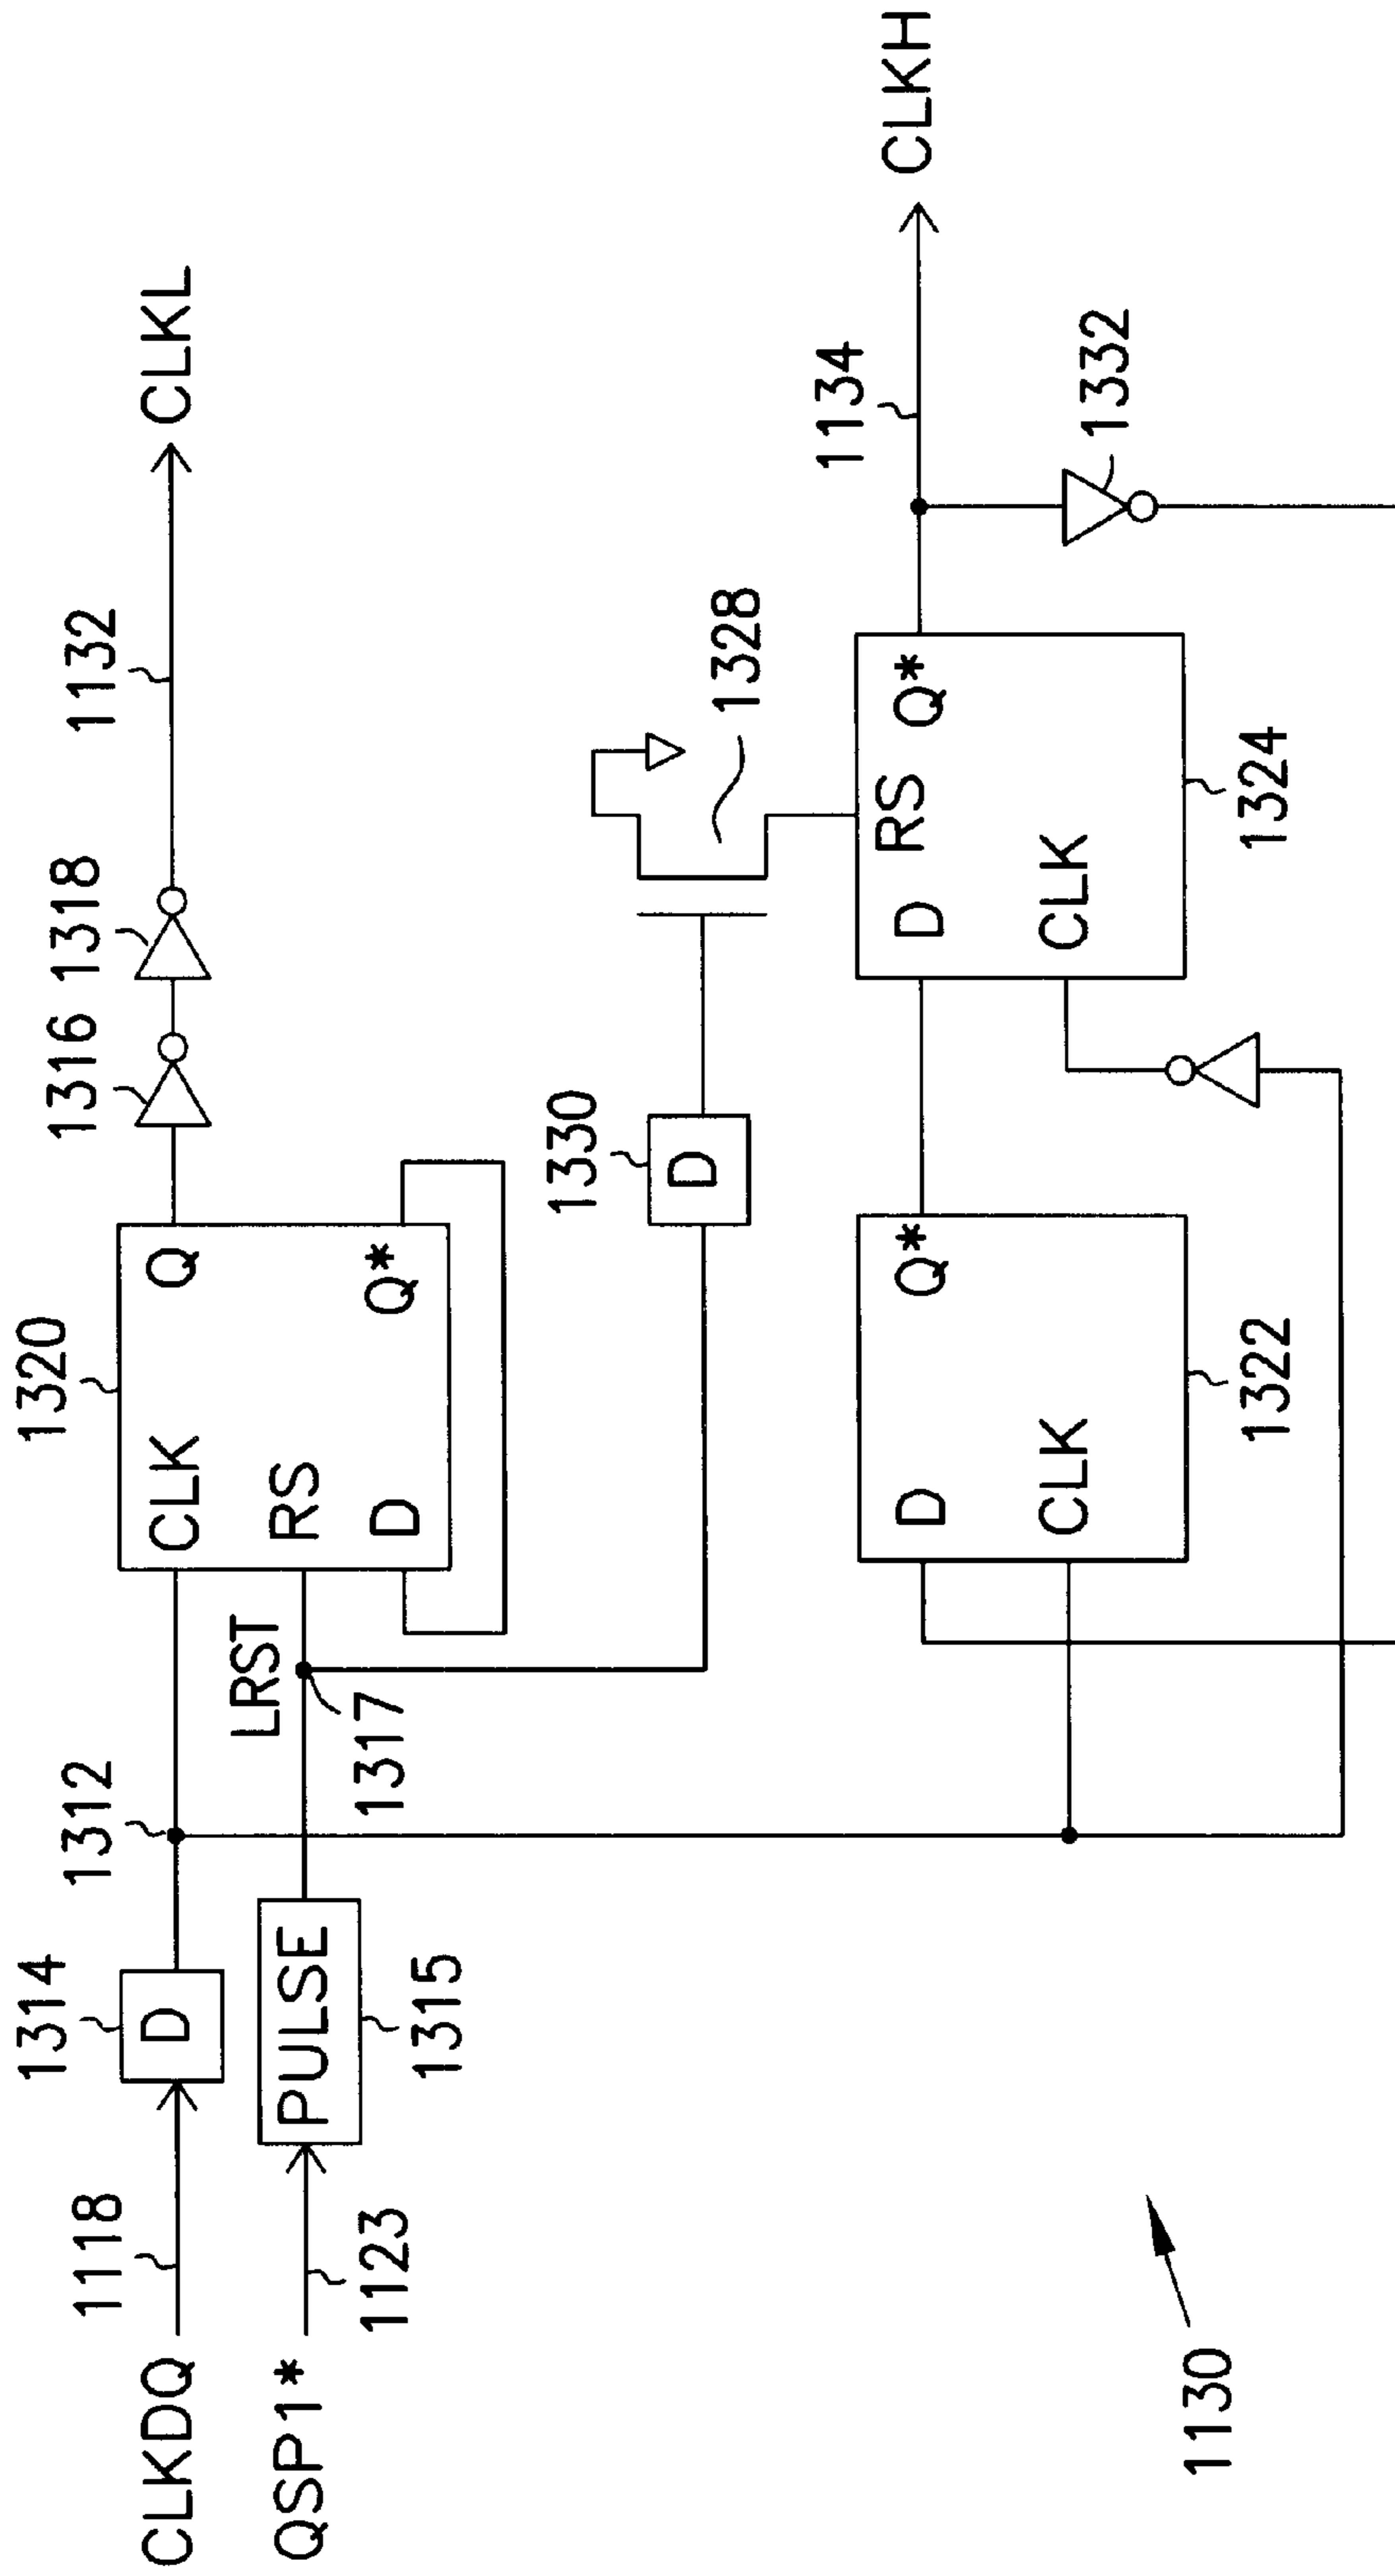 1320
1316 1318
1132
CLKL
1314
1312
1118
CLKDQ
D
CLK
Q
LRST
RS
D
Q*
QSP1*
1123
PULSE
1315
1317
1330
D
1328
1134
CLKH
D
Q*
CLK
1322
RS
D
Q*
CLK
1324
1332
1130